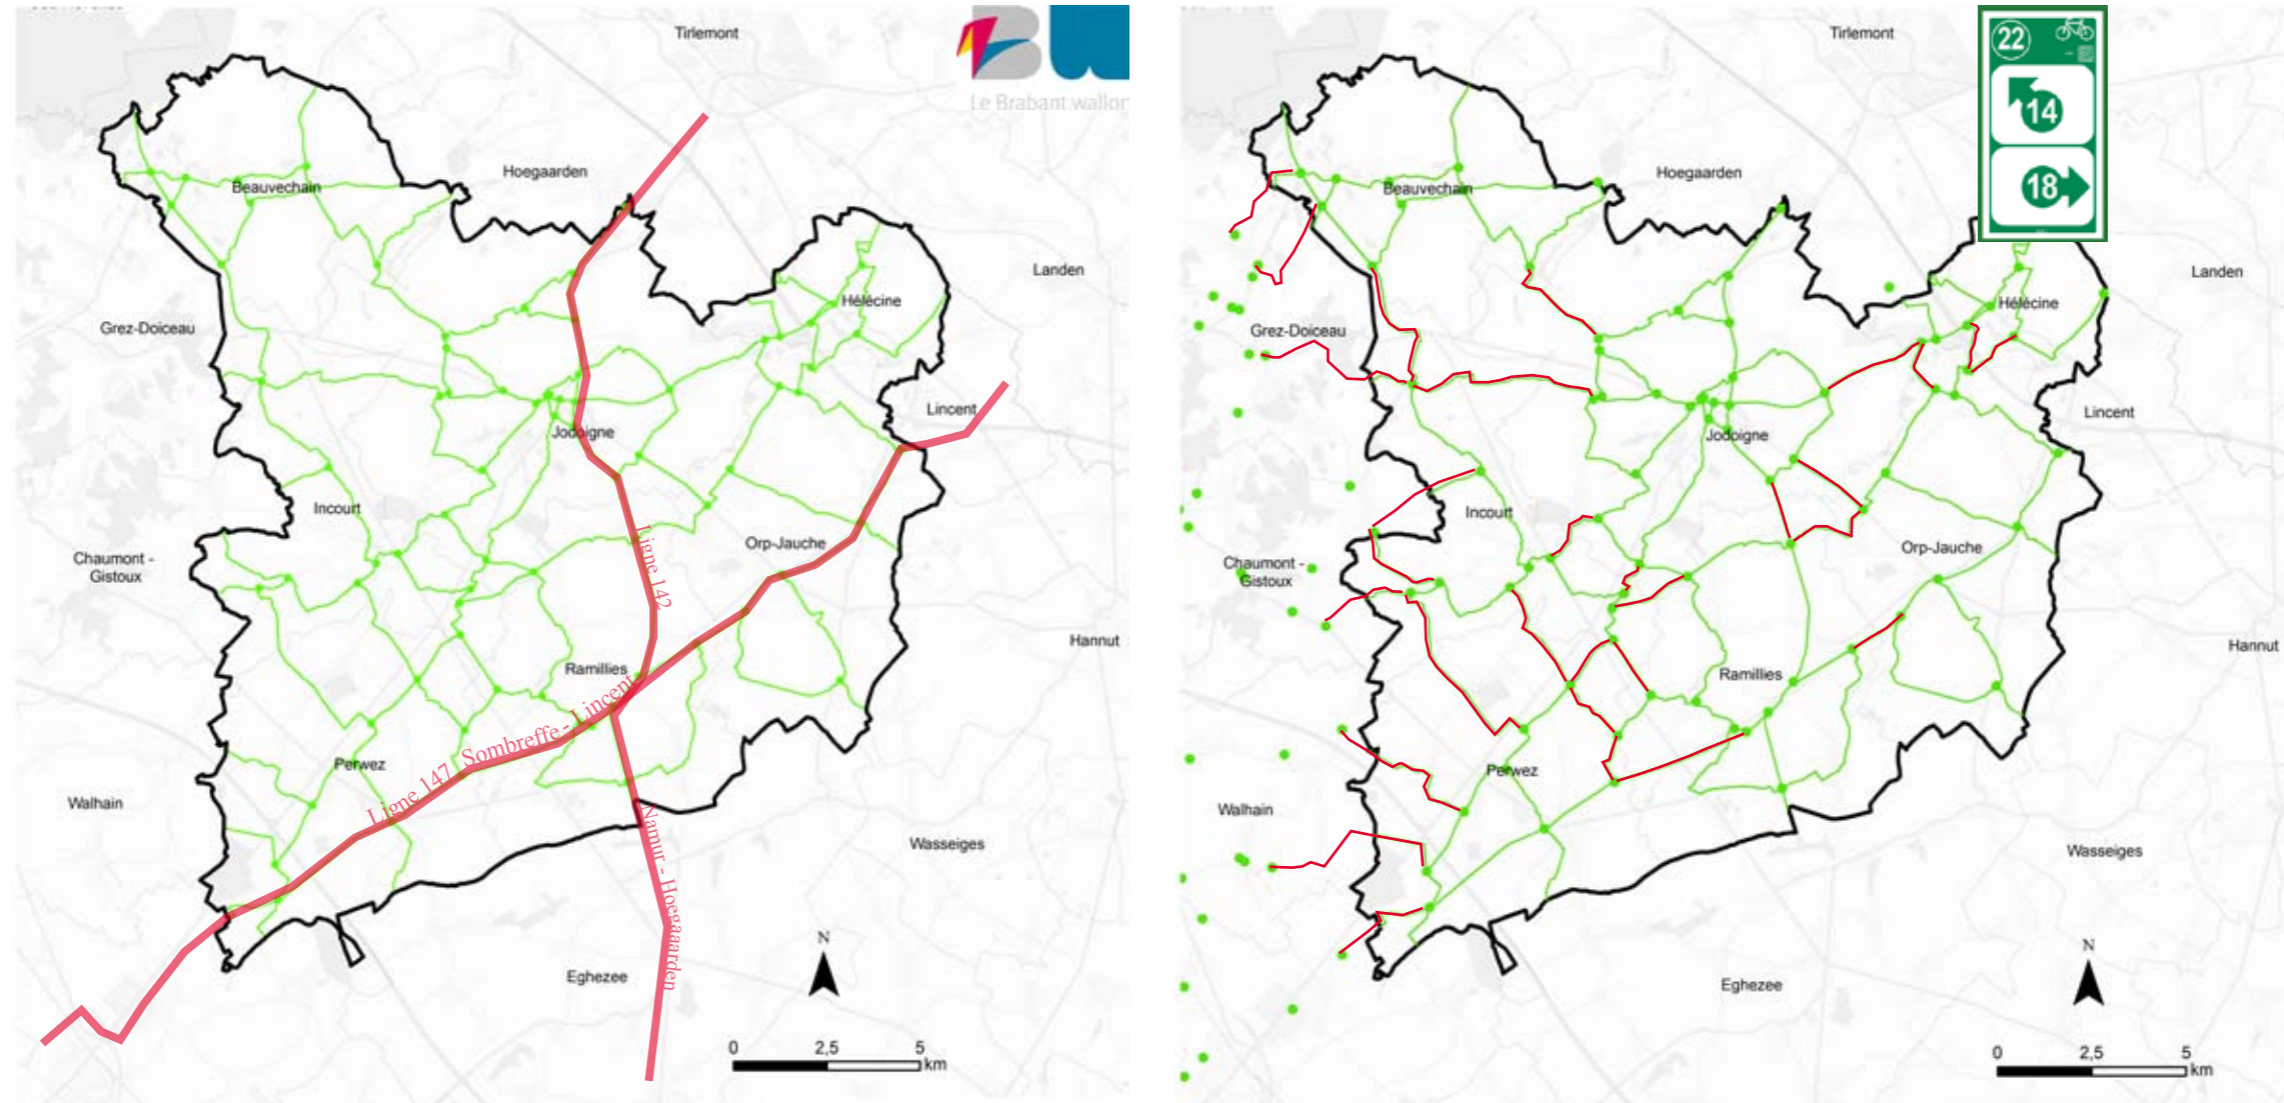 Tirlemont
Le Brabant wallon
Hoegaarden
Beauvechain
Landen
Hélécine
Grez-Doiceau
Lincent
Jodoigne
Incourt
Ligne 142
Orp-Jauche
Chaumont -
Gistoux
Hannut
Ramillies
Ligne 147 Sombreffe - Lincent
Perwez
Walhain
Namur - Hoegaaarden
Wasseiges
Eghezee
N
0 2,5 5
km
Tirlemont
22
14
18
Hoegaarden
Beauvechain
Landen
Hélécine
Grez-Doiceau
Lincent
Jodoigne
Incourt
Orp-Jauche
Chaumont -
Gistoux
Hannut
Ramillies
Perwez
Walhain
Wasseiges
Eghezee
N
0 2,5 5
km